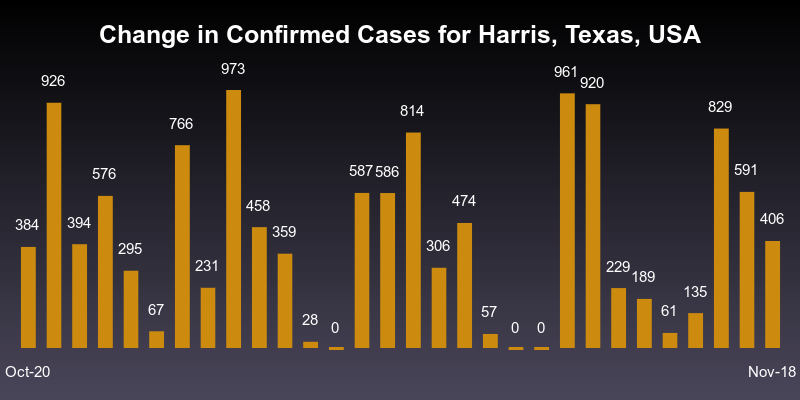 Change in Confirmed Cases for Harris, Texas, USA
384 926 394 576 295 67 766 231 973 458 359 28 0 587 586 814 306 474 57 0 0 961 920 229 189 61 135 829 591 406
Oct-20 Nov-18